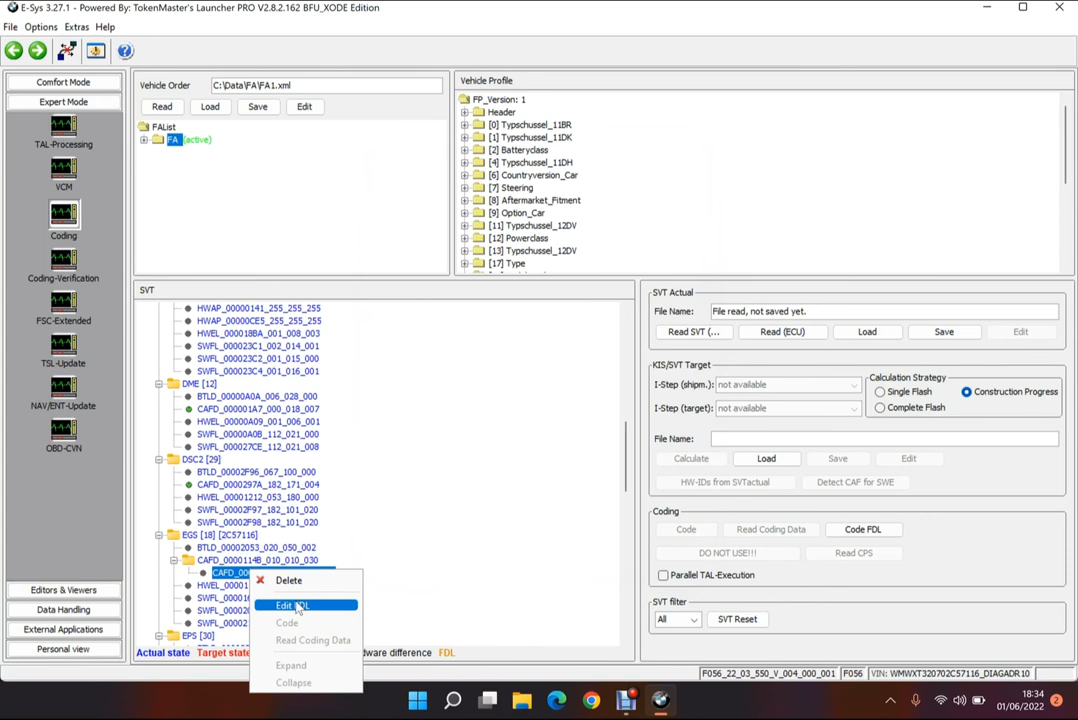 E-Sys 3.27.1 - Powered By: TokenMaster's Launcher PRO V2.8.2.162 BFU_XODE Edition
File Options Extras Help
Comfort Mode
Expert Mode
TAL-Processing
VCM
Coding
Coding-Verification
FSC-Extended
TSL-Update
NAV/ENT-Update
OBD-CVN
Editors & Viewers
Data Handling
External Applications
Personal view
Vehicle Order C:\Data\FA\FA1.xml
Read Load Save Edit
FAList
FA (active)
Vehicle Profile
FP_Version: 1
Header
[0] Typschussel_11BR
[1] Typschussel_11DK
[2] Batteryclass
[4] Typschussel_11DH
[6] Countryversion_Car
[7] Steering
[8] Aftermarket_Fitment
[9] Option_Car
[11] Typschussel_12DV
[12] Powerclass
[13] Typschussel_12DV
[17] Type
SVT
HWAP_00000141_255_255_255
HWAP_00000CE5_255_255_255
HWEL_000018BA_001_008_003
SWFL_000023C1_002_014_001
SWFL_000023C2_001_015_000
SWFL_000023C4_001_016_001
DME [12]
BTLD_00000A0A_006_028_000
CAFD_000001A7_000_018_007
HWEL_00000A09_001_006_001
SWFL_00000A0B_112_021_000
SWFL_000027CE_112_021_008
DSC2 [29]
BTLD_00002F96_067_100_000
CAFD_0000297A_182_171_004
HWEL_00001212_053_180_000
SWFL_00002F97_182_101_020
SWFL_00002F98_182_101_020
EGS [18] [2C57116]
BTLD_00002053_020_050_002
CAFD_0000114B_010_010_030
EPS [30]
Delete
Edit FDL
Code
Read Coding Data
Expand
Collapse
Actual state Target stat dware difference FDL
SVT Actual
File Name: File read, not saved yet.
Read SVT (... Read (ECU) Load Save Edit
KIS/SVT Target
I-Step (shipm.): not available
I-Step (target): not available
Calculation Strategy
Single Flash Construction Progress
Complete Flash
File Name:
Calculate Load Save Edit
HW-IDs from SVTactual Detect CAF for SWE
Coding
Code Read Coding Data Code FDL
DO NOT USE!!! Read CPS
Parallel TAL-Execution
SVT filter
All SVT Reset
F056_22_03_550_V_004_000_001 F056 VIN: WMWXT320702C57116_DIAGADR10
18:34
01/06/2022
2